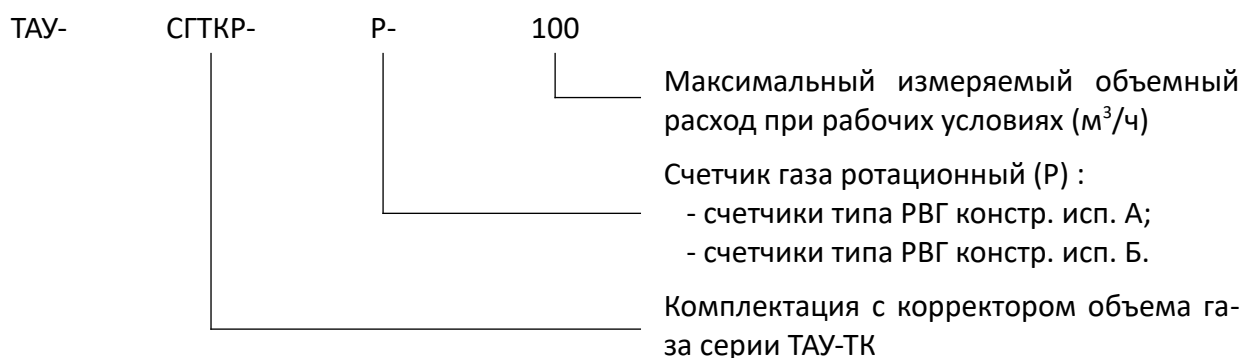 ТАУ- СГТКР- Р- 100
Максимальный измеряемый объемный
расход при рабочих условиях (м³/ч)
Счетчик газа ротационный (Р) :
- счетчики типа РВГ констр. исп. А;
- счетчики типа РВГ констр. исп. Б.
Комплектация с корректором объема га-
за серии ТАУ-ТК